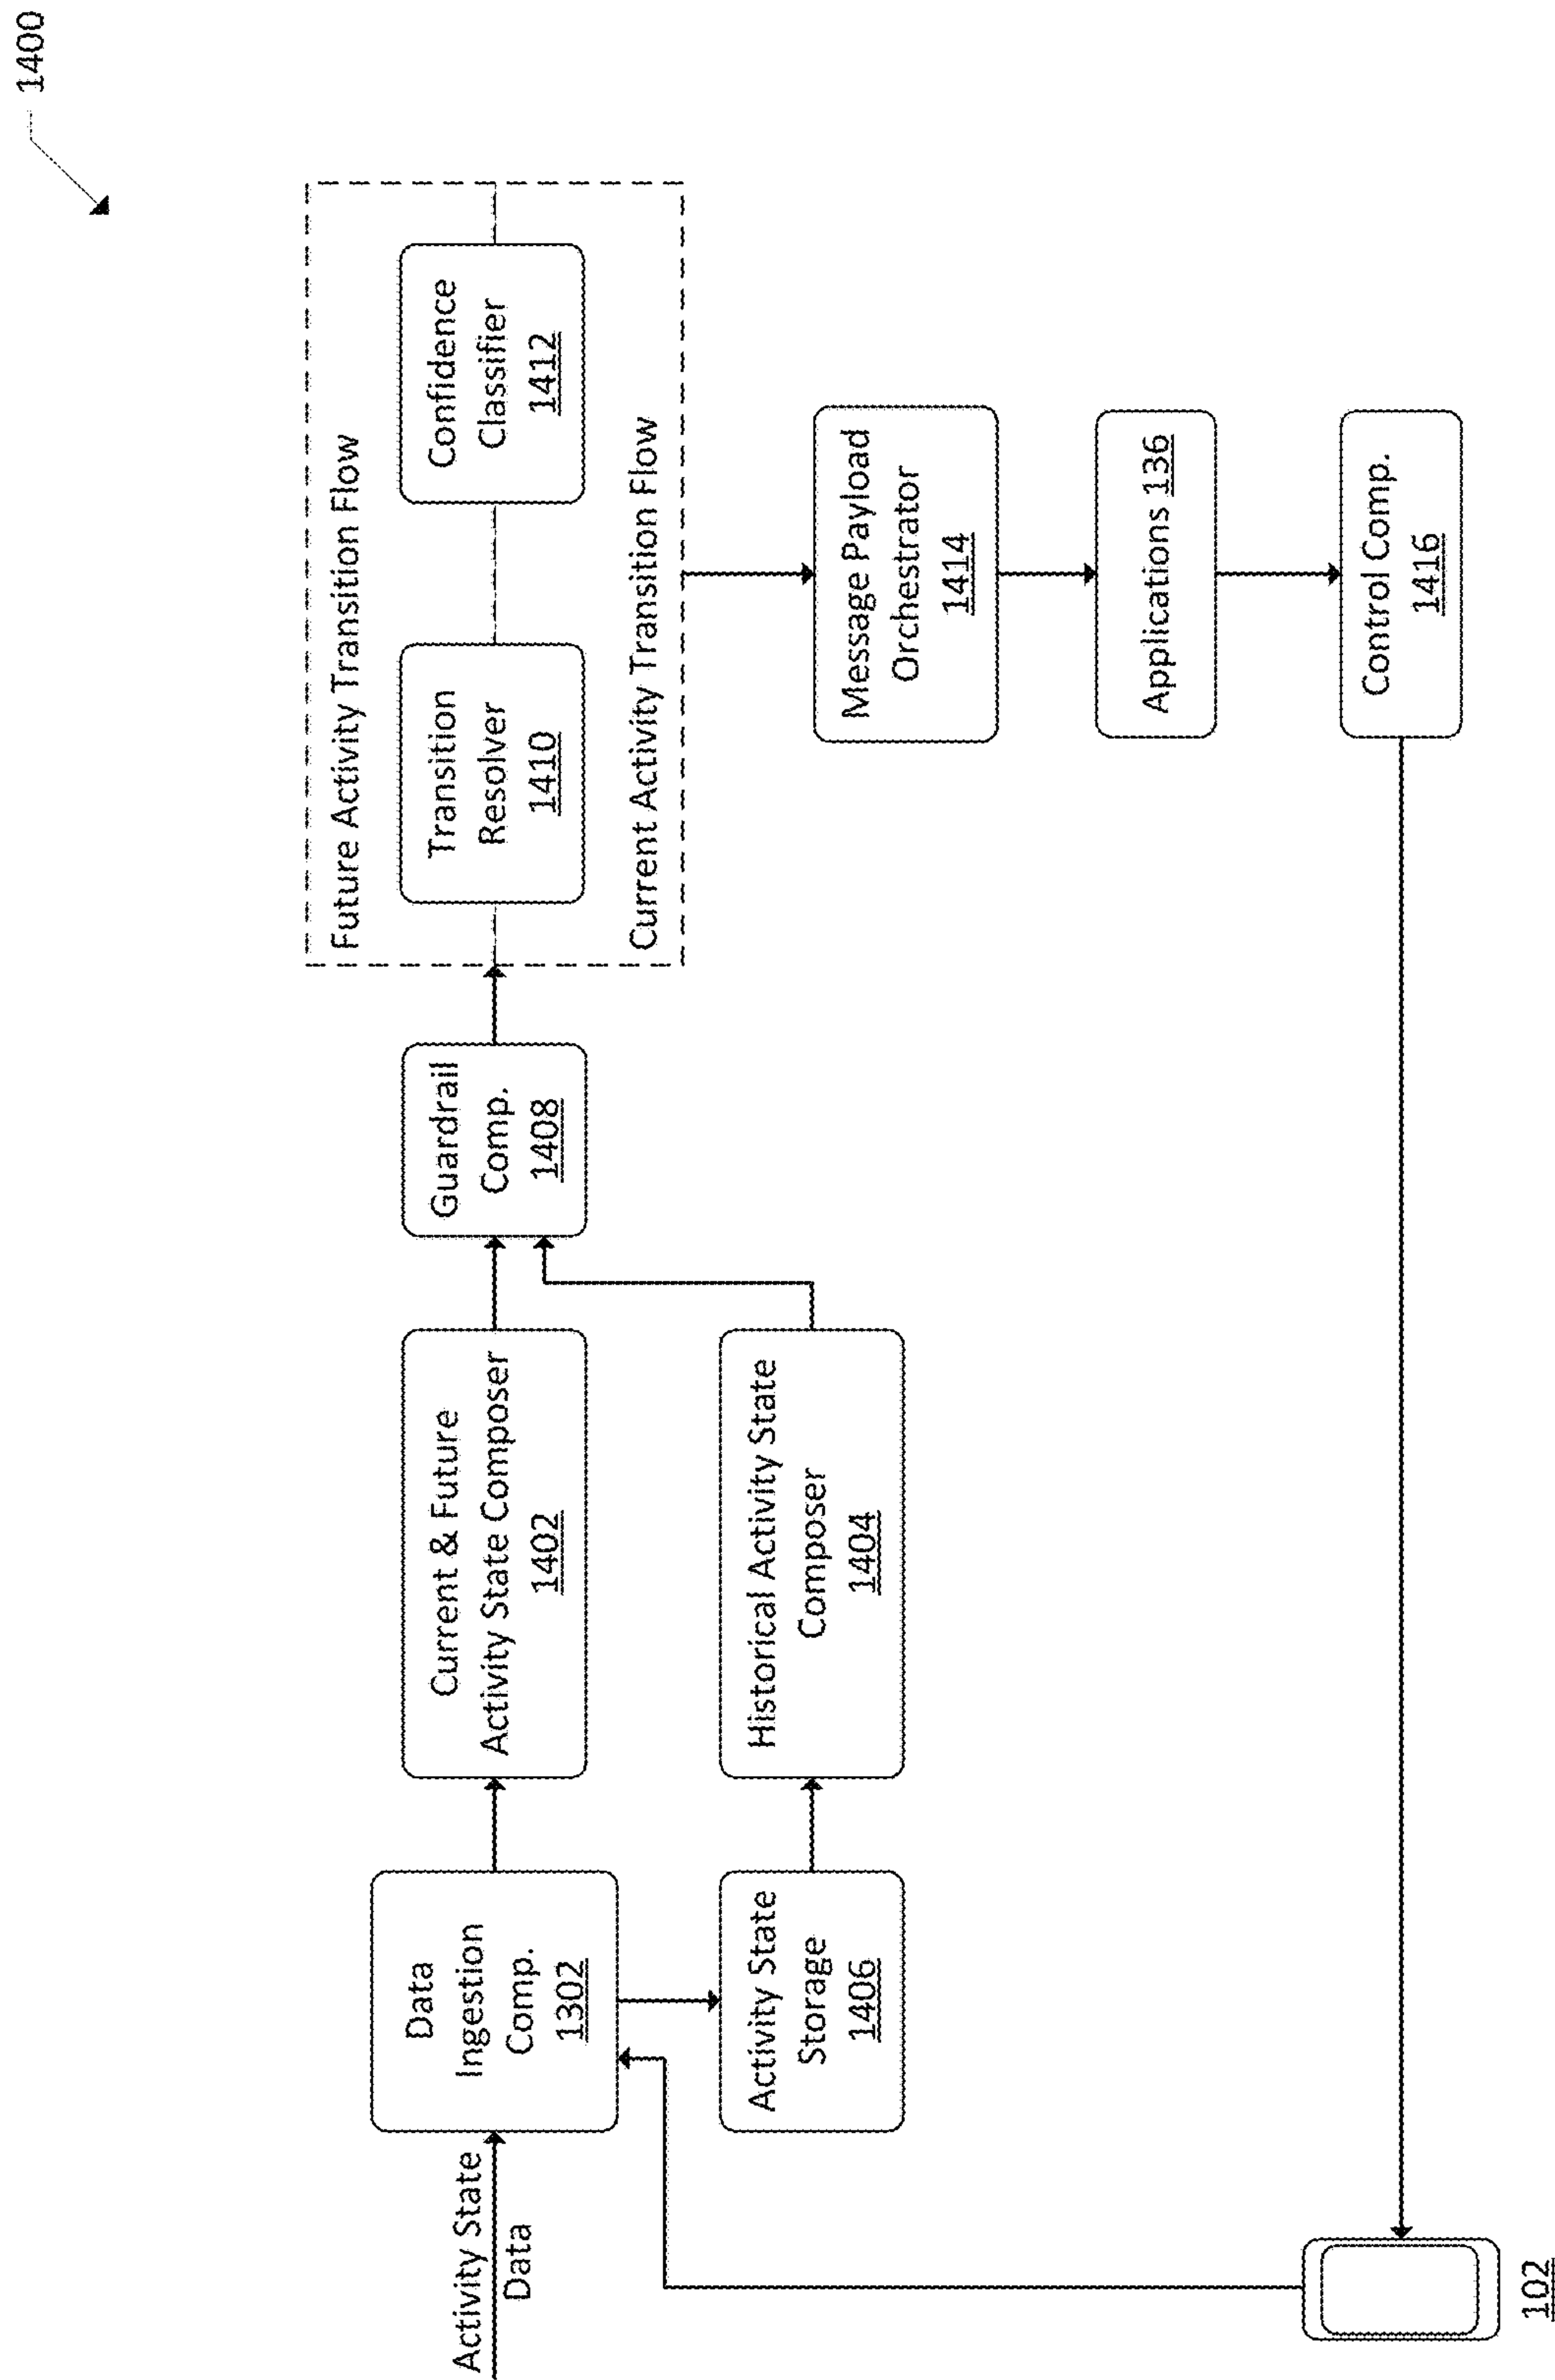 1400
Activity State
Data
Data
Ingestion
Comp.
1302
Current & Future
Activity State Composer
1402
Guardrail
Comp.
1408
Future Activity Transition Flow
Transition
Resolver
1410
Confidence
Classifier
1412
Current Activity Transition Flow
Activity State
Storage
1406
Historical Activity State
Composer
1404
Message Payload
Orchestrator
1414
Applications 136
Control Comp.
1416
102